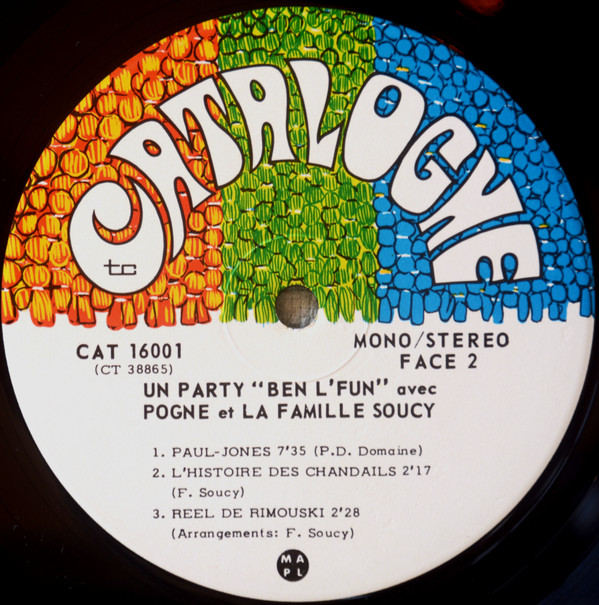 CATALOGNE
tc
CAT 16001
(CT 38865)
MONO/STEREO
FACE 2
UN PARTY "BEN L'FUN" avec
POGNE et LA FAMILLE SOUCY
1. PAUL-JONES 7'35 (P.D. Domaine)
2. L'HISTOIRE DES CHANDAILS 2'17
(F. Soucy)
3. REEL DE RIMOUSKI 2'28
(Arrangements: F. Soucy)
M A
P L